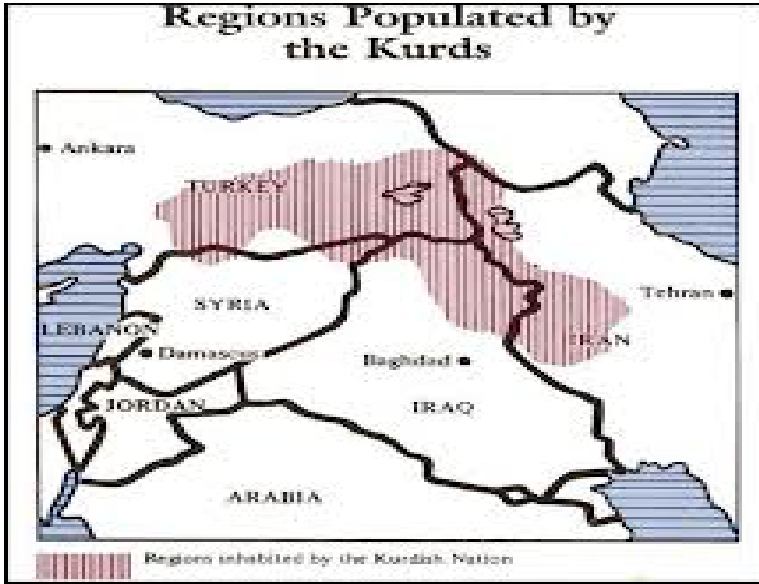 Regions Populated by
the Kurds
Ankara
TURKEY
Tehran
SYRIA
LEBANON
IRAN
Damascus
Baghdad
JORDAN
IRAQ
ARABIA
Regions inhabited by the Kurdish Nation